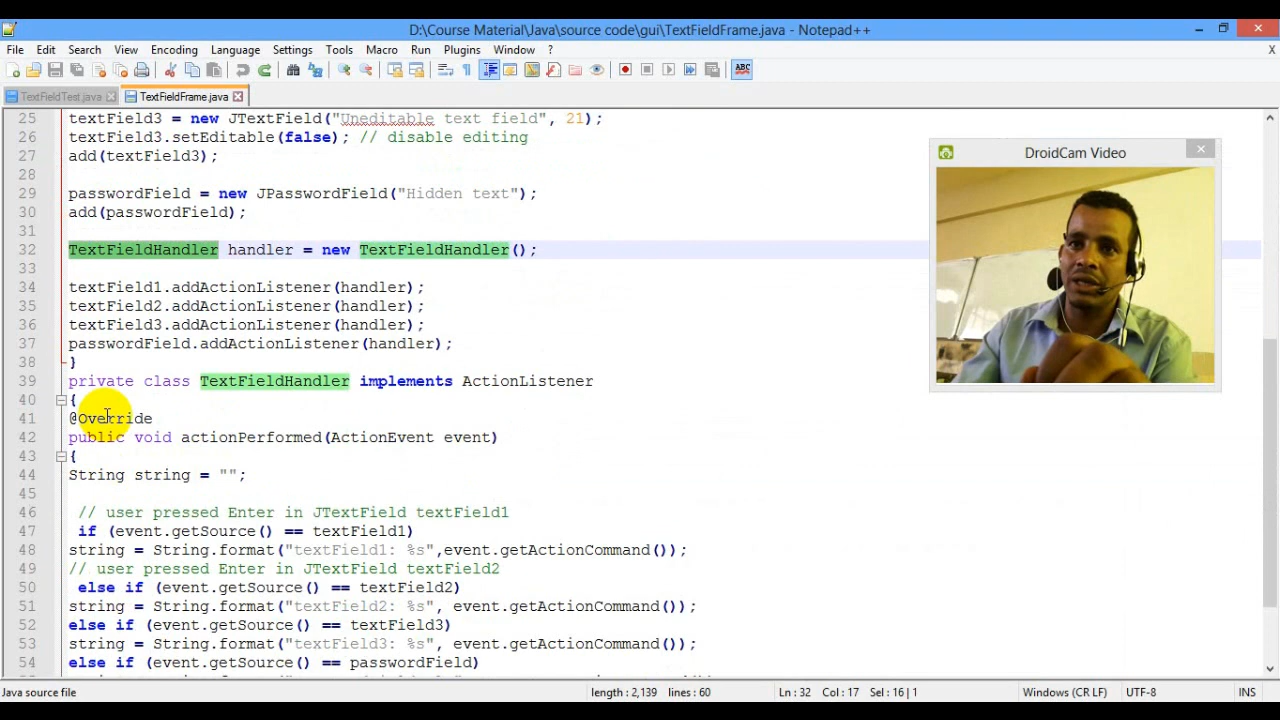 D:\Course Material\Java\source code\gui\TextFieldFrame.java - Notepad++
File Edit Search View Encoding Language Settings Tools Macro Run Plugins Window ? X
TextFieldTest.java TextFieldFrame.java
25 textField3 = new JTextField("Uneditable text field", 21);
26 textField3.setEditable(false); // disable editing
27 add(textField3);
28
29 passwordField = new JPasswordField("Hidden text");
30 add(passwordField);
31
32 TextFieldHandler handler = new TextFieldHandler();
33
34 textField1.addActionListener(handler);
35 textField2.addActionListener(handler);
36 textField3.addActionListener(handler);
37 passwordField.addActionListener(handler);
38 }
39 private class TextFieldHandler implements ActionListener
40 {
41 @Override
42 public void actionPerformed(ActionEvent event)
43 {
44 String string = "";
45
46 // user pressed Enter in JTextField textField1
47 if (event.getSource() == textField1)
48 string = String.format("textField1: %s",event.getActionCommand());
49 // user pressed Enter in JTextField textField2
50 else if (event.getSource() == textField2)
51 string = String.format("textField2: %s", event.getActionCommand());
52 else if (event.getSource() == textField3)
53 string = String.format("textField3: %s", event.getActionCommand());
54 else if (event.getSource() == passwordField)
DroidCam Video
Java source file length : 2,139 lines : 60 Ln : 32 Col : 17 Sel : 16 | 1 Windows (CR LF) UTF-8 INS